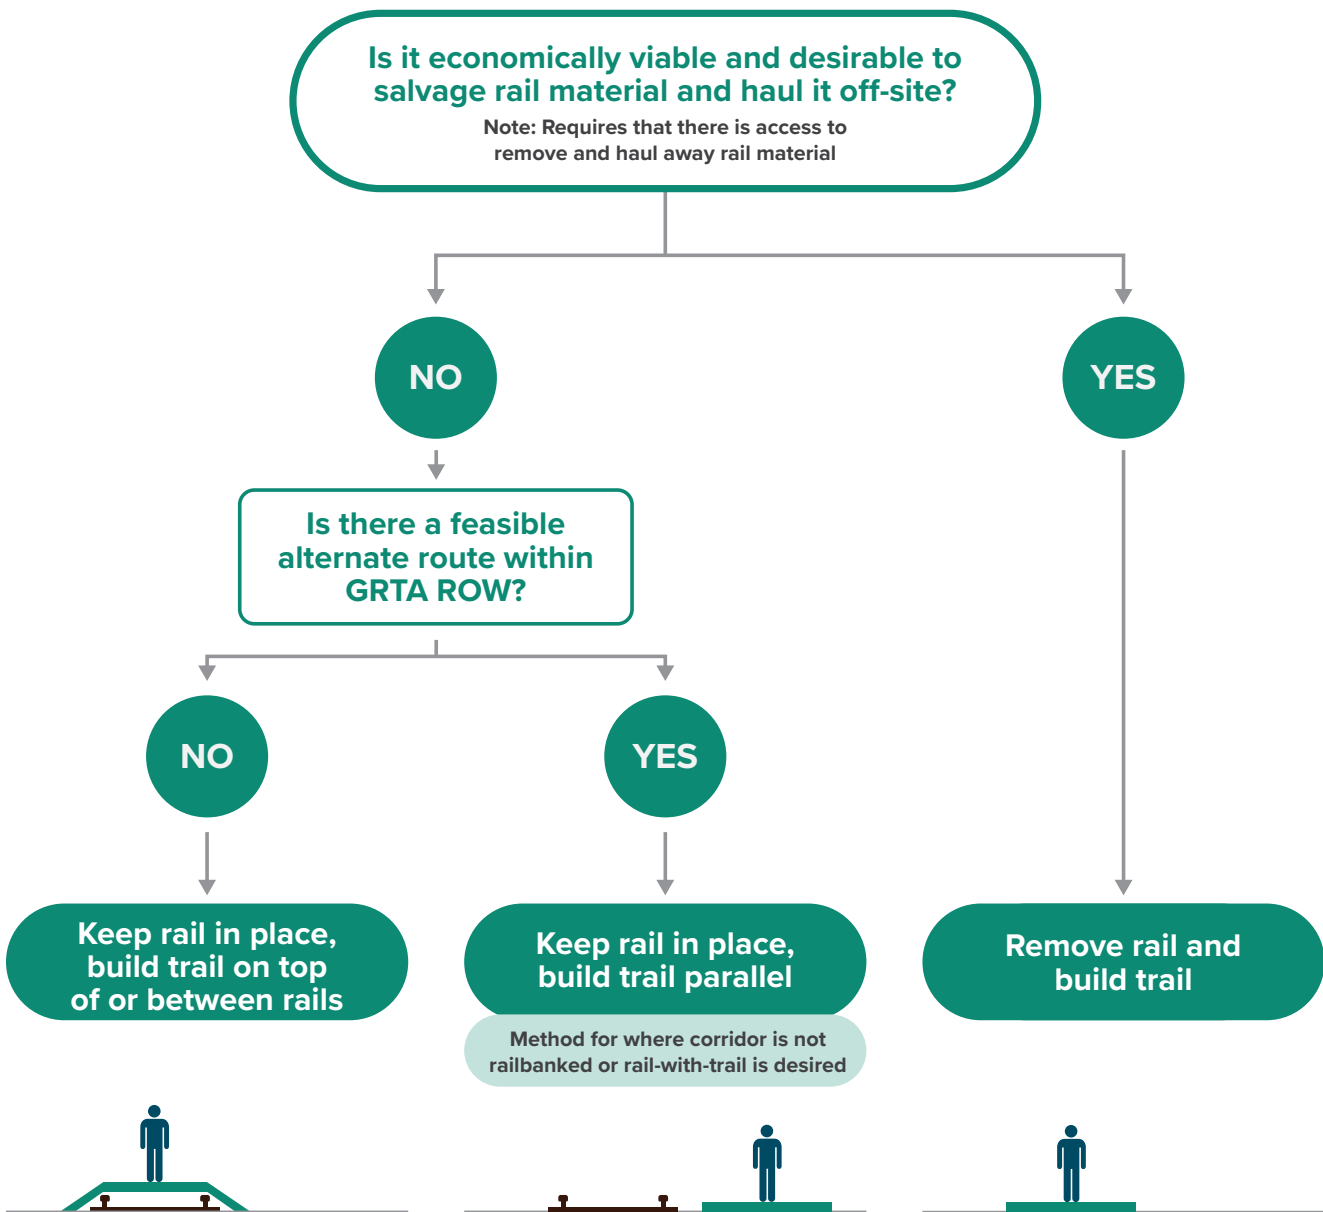 Is it economically viable and desirable to
salvage rail material and haul it off-site?
Note: Requires that there is access to
remove and haul away rail material
NO
YES
Is there a feasible
alternate route within
GRTA ROW?
NO
YES
Keep rail in place,
build trail on top
of or between rails
Keep rail in place,
build trail parallel
Method for where corridor is not
railbanked or rail-with-trail is desired
Remove rail and
build trail